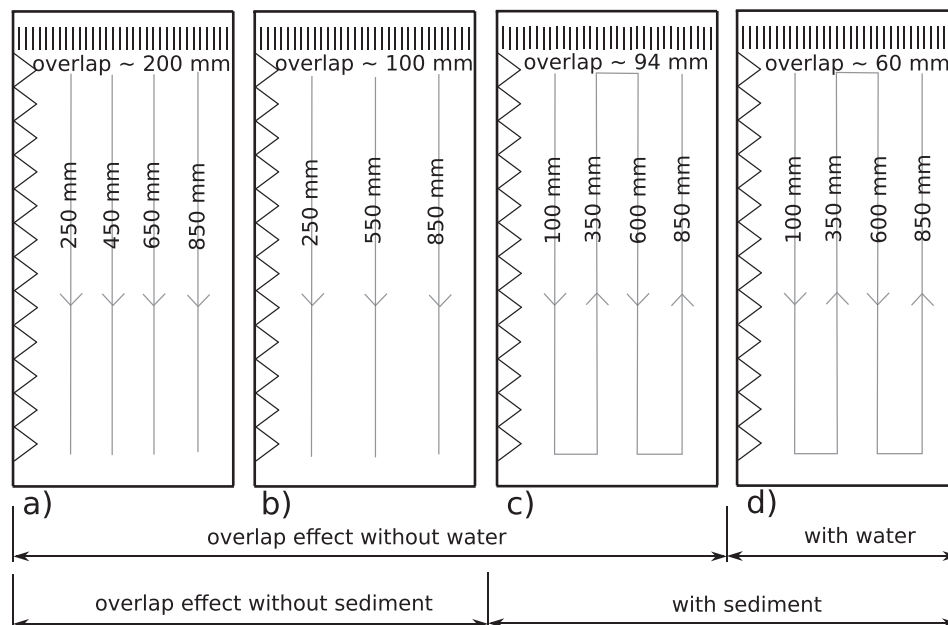 overlap ~ 200 mm
250 mm
450 mm
650 mm
850 mm
a)
overlap ~ 100 mm
250 mm
550 mm
850 mm
b)
overlap ~ 94 mm
100 mm
350 mm
600 mm
850 mm
c)
overlap ~ 60 mm
100 mm
350 mm
600 mm
850 mm
d)
overlap effect without water
with water
overlap effect without sediment
with sediment